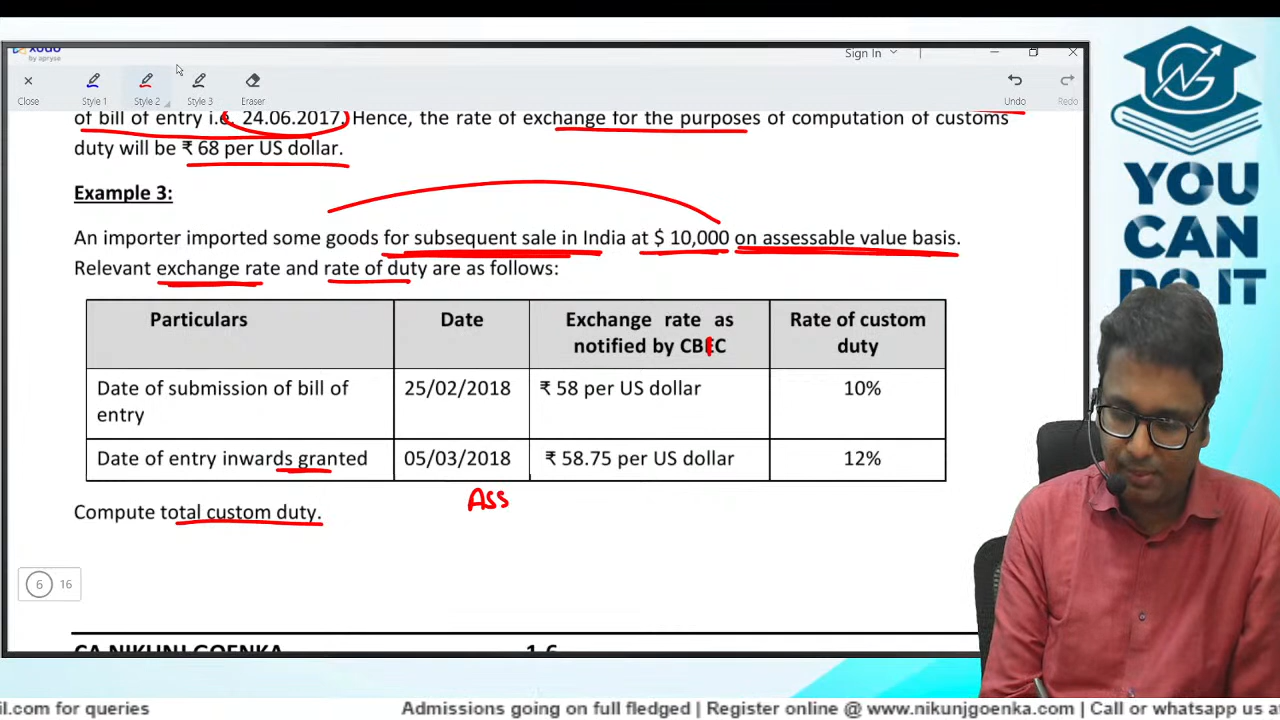 by apryse
Sign In
Close
Style 1
Style 2
Style 3
Eraser
Undo
Redo
of bill of entry i.e. 24.06.2017. Hence, the rate of exchange for the purposes of computation of customs
duty will be ₹ 68 per US dollar.
Example 3:
An importer imported some goods for subsequent sale in India at $ 10,000 on assessable value basis.
Relevant exchange rate and rate of duty are as follows:
Particulars
Date
Exchange rate as
notified by CBEC
Rate of custom
duty
Date of submission of bill of
entry
25/02/2018
₹ 58 per US dollar
10%
Date of entry inwards granted
05/03/2018
₹ 58.75 per US dollar
12%
ASS
Compute total custom duty.
6 16
CA NIKUNJ GOENKA
1.6
YOU
CAN
DO IT
il.com for queries
Admissions going on full fledged | Register online @ www.nikunjgoenka.com | Call or whatsapp us a